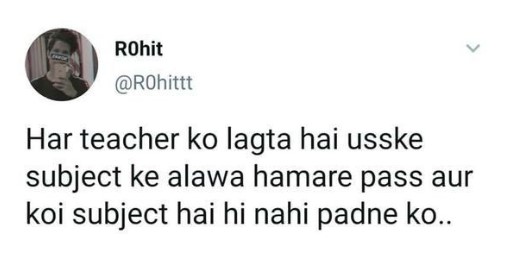 R0hit
@R0hittt
Har teacher ko lagta hai usske
subject ke alawa hamare pass aur
koi subject hai hi nahi padne ko..